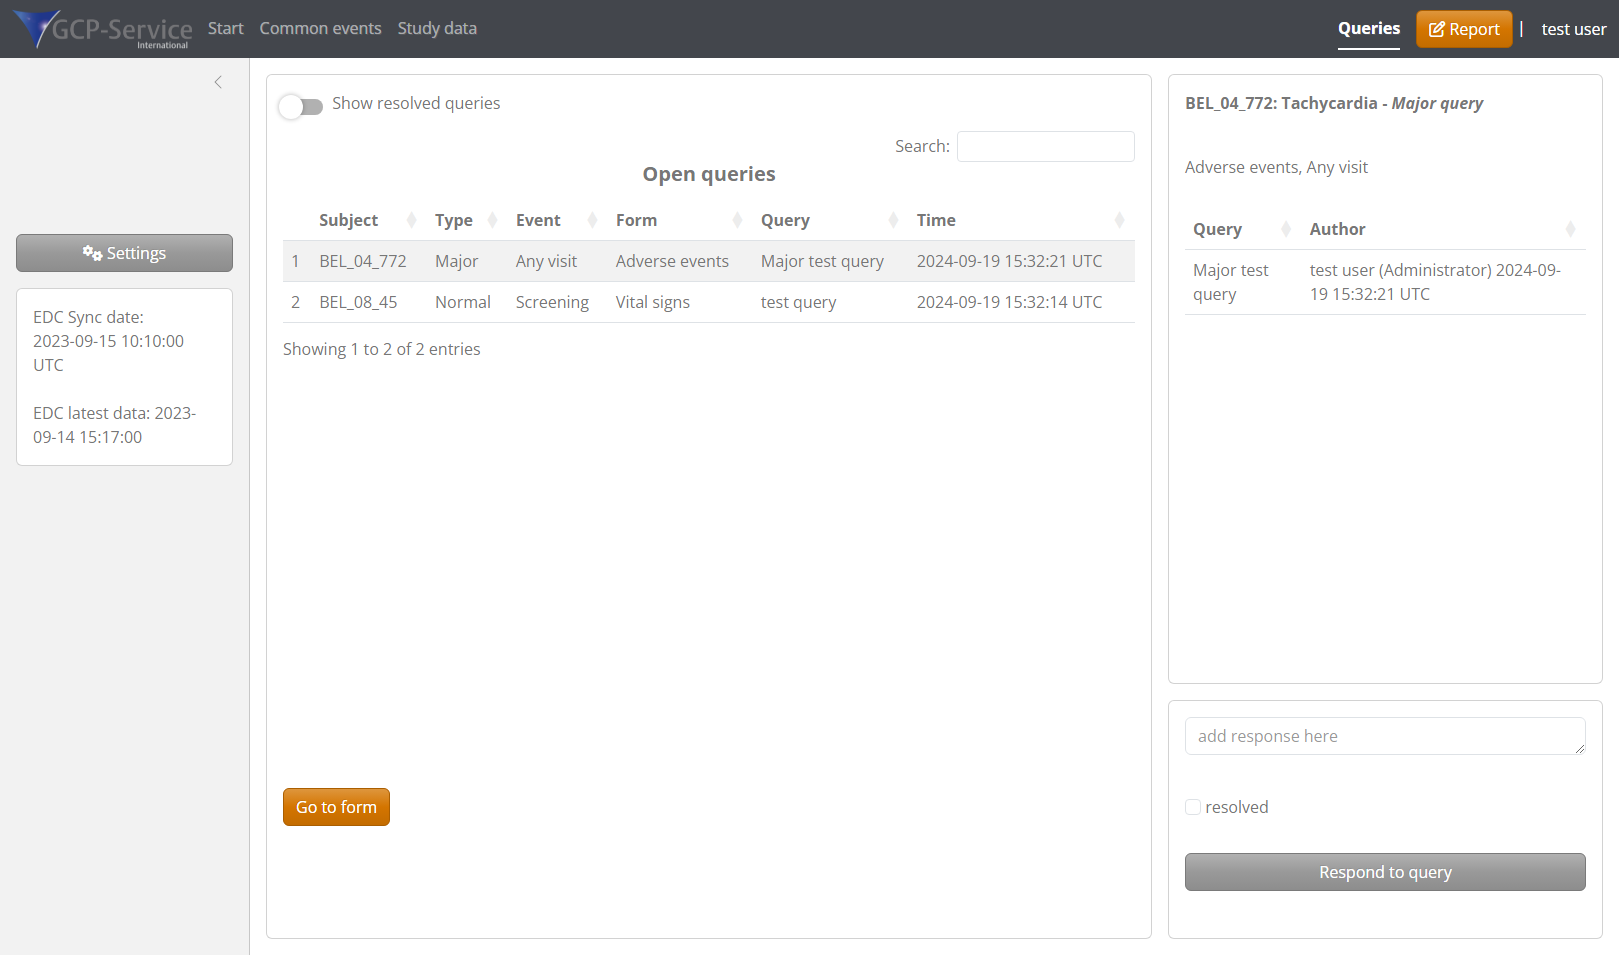 GCP-Service
International
Start Common events Study data
Queries Report | test user
Settings
EDC Sync date:
2023-09-15 10:10:00
UTC
EDC latest data: 2023-
09-14 15:17:00
Show resolved queries
Search:
Open queries
Subject Type Event Form Query Time
1 BEL_04_772 Major Any visit Adverse events Major test query 2024-09-19 15:32:21 UTC
2 BEL_08_45 Normal Screening Vital signs test query 2024-09-19 15:32:14 UTC
Showing 1 to 2 of 2 entries
Go to form
BEL_04_772: Tachycardia - Major query
Adverse events, Any visit
Query Author
Major test test user (Administrator) 2024-09-
query 19 15:32:21 UTC
add response here
resolved
Respond to query